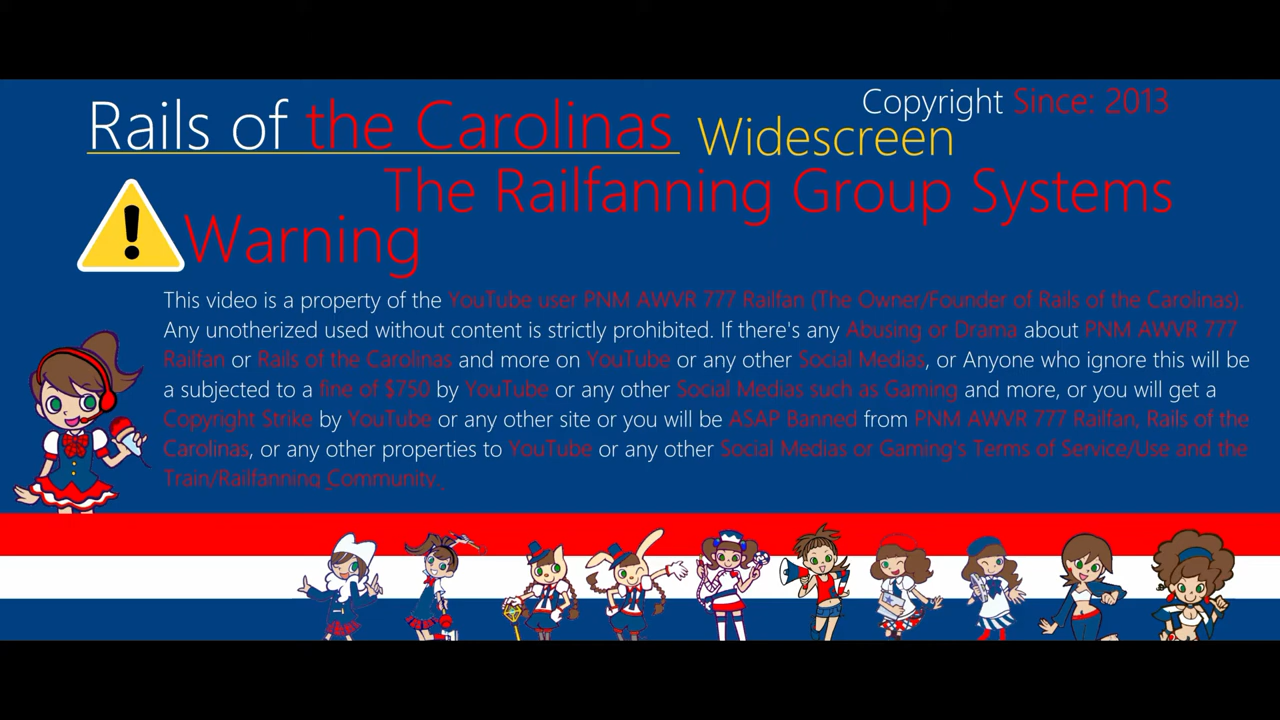 Copyright Since: 2013
Rails of the Carolinas Widescreen
The Railfanning Group Systems
Warning
This video is a property of the YouTube user PNM AWVR 777 Railfan (The Owner/Founder of Rails of the Carolinas).
Any unotherized used without content is strictly prohibited. If there's any Abusing or Drama about PNM AWVR 777
Railfan or Rails of the Carolinas and more on YouTube or any other Social Medias, or Anyone who ignore this will be
a subjected to a fine of $750 by YouTube or any other Social Medias such as Gaming and more, or you will get a
Copyright Strike by YouTube or any other site or you will be ASAP Banned from PNM AWVR 777 Railfan, Rails of the
Carolinas, or any other properties to YouTube or any other Social Medias or Gaming's Terms of Service/Use and the
Train/Railfanning Community.